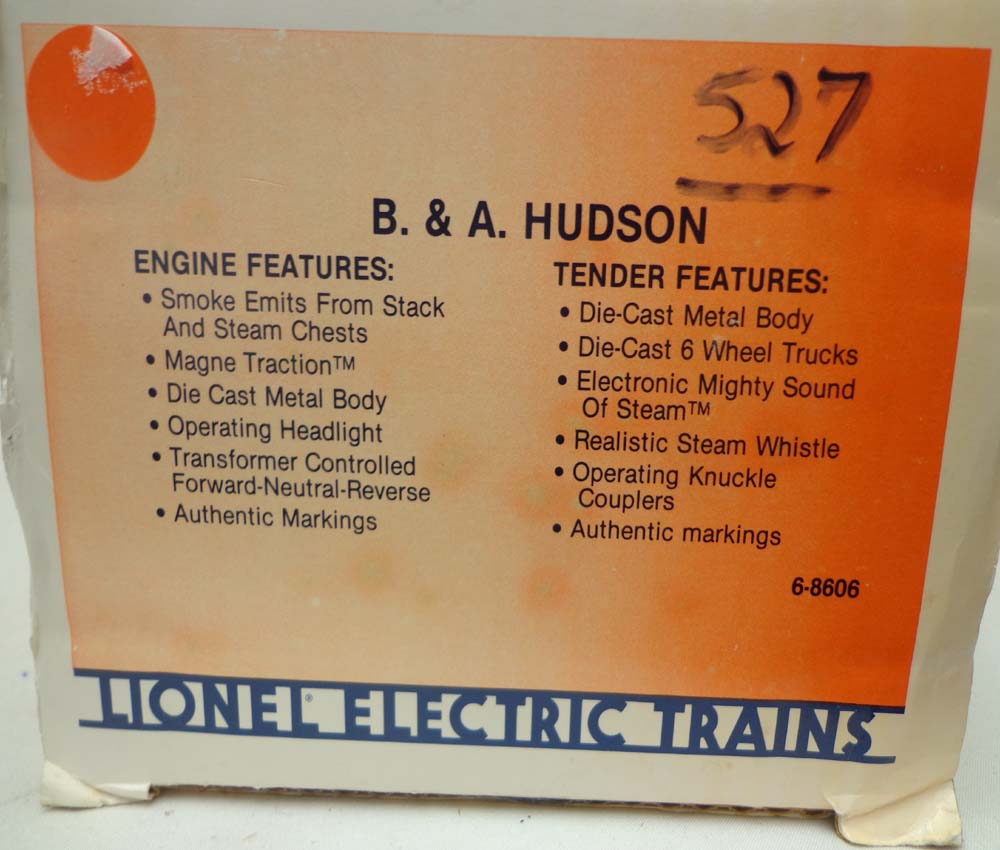 527
B. & A. HUDSON
ENGINE FEATURES:
• Smoke Emits From Stack
And Steam Chests
• Magne Traction™
• Die Cast Metal Body
• Operating Headlight
• Transformer Controlled
Forward-Neutral-Reverse
• Authentic Markings
TENDER FEATURES:
• Die-Cast Metal Body
• Die-Cast 6 Wheel Trucks
• Electronic Mighty Sound
Of Steam™
• Realistic Steam Whistle
• Operating Knuckle
Couplers
• Authentic markings
6-8606
LIONEL® ELECTRIC TRAINS